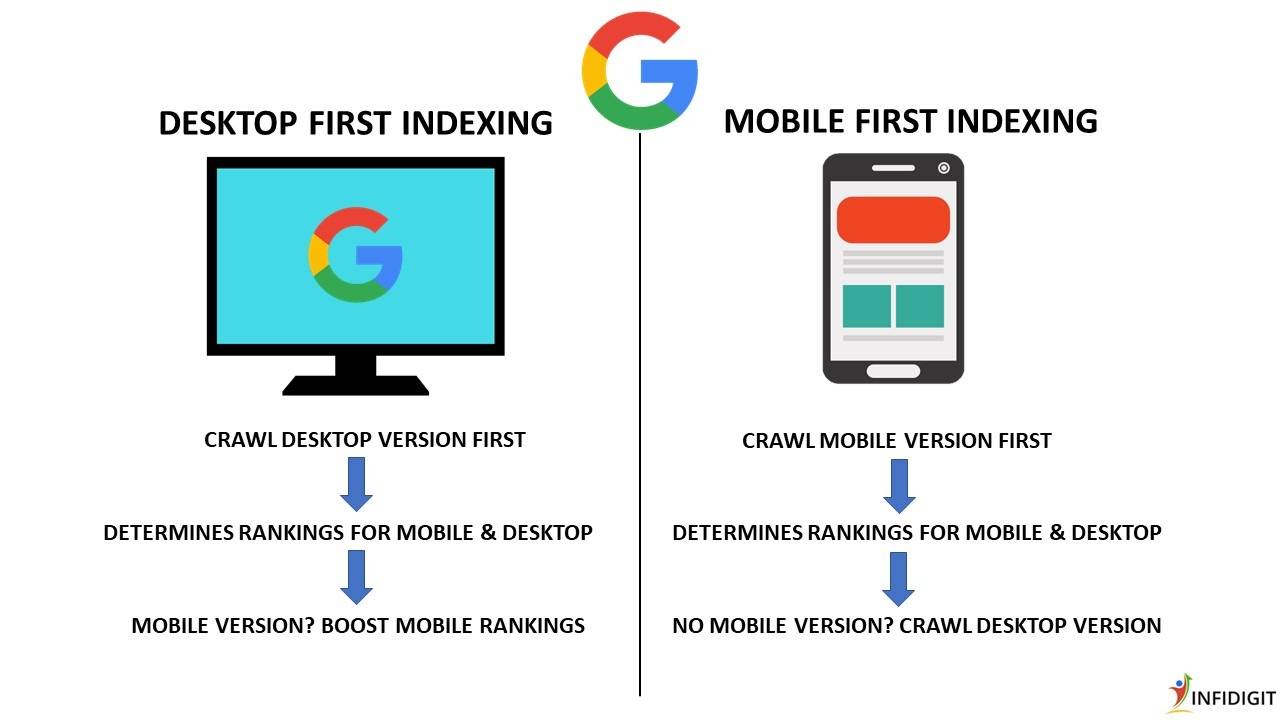 DESKTOP FIRST INDEXING
CRAWL DESKTOP VERSION FIRST
DETERMINES RANKINGS FOR MOBILE & DESKTOP
MOBILE VERSION? BOOST MOBILE RANKINGS
MOBILE FIRST INDEXING
CRAWL MOBILE VERSION FIRST
DETERMINES RANKINGS FOR MOBILE & DESKTOP
NO MOBILE VERSION? CRAWL DESKTOP VERSION
INFIDIGIT